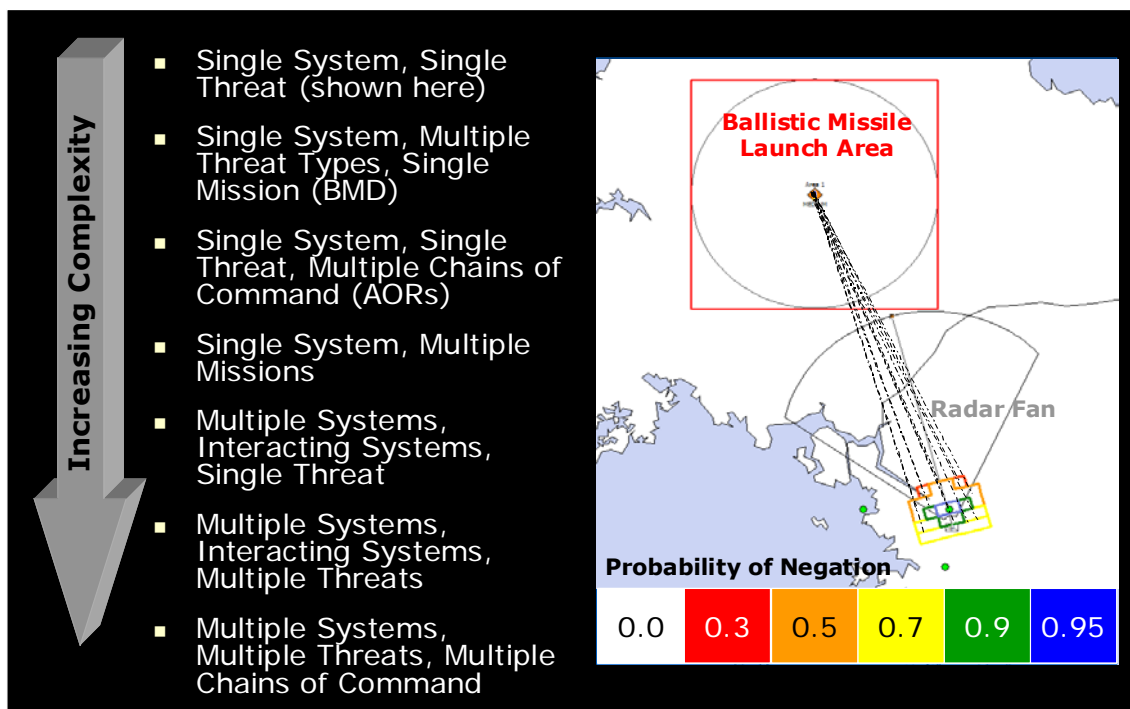 Increasing Complexity
Single System, Single
Threat (shown here)
Single System, Multiple
Threat Types, Single
Mission (BMD)
Single System, Single
Threat, Multiple Chains of
Command (AORs)
Single System, Multiple
Missions
Multiple Systems,
Interacting Systems,
Single Threat
Multiple Systems,
Interacting Systems,
Multiple Threats
Multiple Systems,
Multiple Threats, Multiple
Chains of Command
Ballistic Missile
Launch Area
Area 1
Radar Fan
Probability of Negation
0.0 0.3 0.5 0.7 0.9 0.95